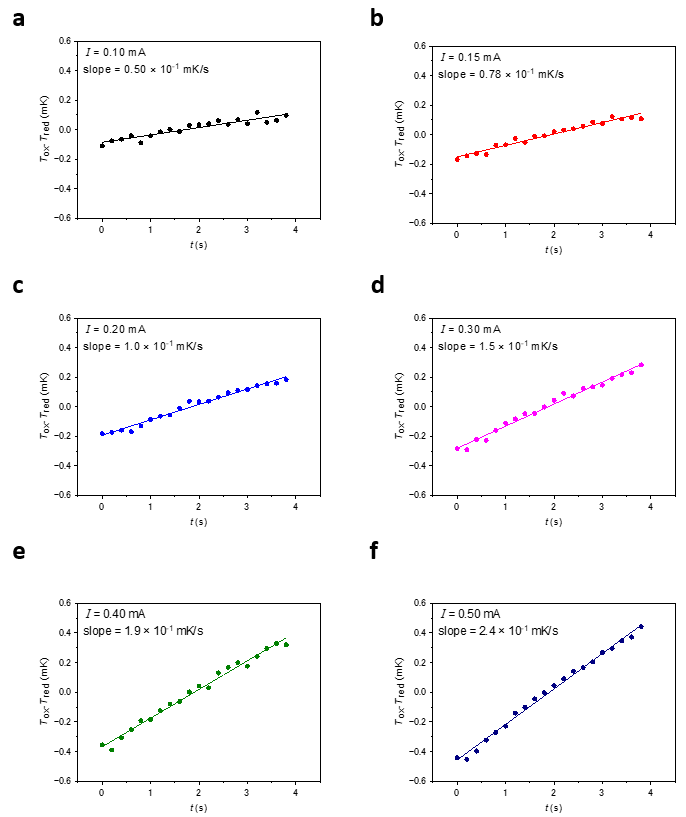 a
I = 0.10 mA
slope = 0.50 × 10⁻¹ mK/s
Tox- Tred (mK)
0.6
0.4
0.2
0.0
−0.2
−0.4
−0.6
0 1 2 3 4
t (s)
b
I = 0.15 mA
slope = 0.78 × 10⁻¹ mK/s
Tox- Tred (mK)
0.6
0.4
0.2
0.0
−0.2
−0.4
−0.6
0 1 2 3 4
t (s)
c
I = 0.20 mA
slope = 1.0 × 10⁻¹ mK/s
Tox- Tred (mK)
0.6
0.4
0.2
0.0
−0.2
−0.4
−0.6
0 1 2 3 4
t (s)
d
I = 0.30 mA
slope = 1.5 × 10⁻¹ mK/s
Tox- Tred (mK)
0.6
0.4
0.2
0.0
−0.2
−0.4
−0.6
0 1 2 3 4
t (s)
e
I = 0.40 mA
slope = 1.9 × 10⁻¹ mK/s
Tox- Tred (mK)
0.6
0.4
0.2
0.0
−0.2
−0.4
−0.6
0 1 2 3 4
t (s)
f
I = 0.50 mA
slope = 2.4 × 10⁻¹ mK/s
Tox- Tred (mK)
0.6
0.4
0.2
0.0
−0.2
−0.4
−0.6
0 1 2 3 4
t (s)